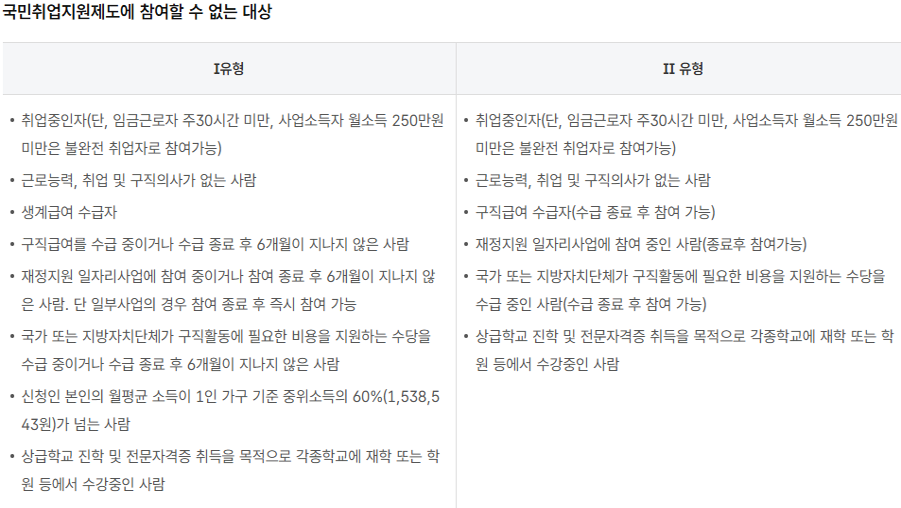 국민취업지원제도에 참여할 수 없는 대상
I유형
II 유형
• 취업중인자(단, 임금근로자 주30시간 미만, 사업소득자 월소득 250만원
미만은 불완전 취업자로 참여가능)
• 근로능력, 취업 및 구직의사가 없는 사람
• 생계급여 수급자
• 구직급여를 수급 중이거나 수급 종료 후 6개월이 지나지 않은 사람
• 재정지원 일자리사업에 참여 중이거나 참여 종료 후 6개월이 지나지 않
은 사람. 단 일부사업의 경우 참여 종료 후 즉시 참여 가능
• 국가 또는 지방자치단체가 구직활동에 필요한 비용을 지원하는 수당을
수급 중이거나 수급 종료 후 6개월이 지나지 않은 사람
• 신청인 본인의 월평균 소득이 1인 가구 기준 중위소득의 60%(1,538,5
43원)가 넘는 사람
• 상급학교 진학 및 전문자격증 취득을 목적으로 각종학교에 재학 또는 학
원 등에서 수강중인 사람
• 취업중인자(단, 임금근로자 주30시간 미만, 사업소득자 월소득 250만원
미만은 불완전 취업자로 참여가능)
• 근로능력, 취업 및 구직의사가 없는 사람
• 구직급여 수급자(수급 종료 후 참여 가능)
• 재정지원 일자리사업에 참여 중인 사람(종료후 참여가능)
• 국가 또는 지방자치단체가 구직활동에 필요한 비용을 지원하는 수당을
수급 중인 사람(수급 종료 후 참여 가능)
• 상급학교 진학 및 전문자격증 취득을 목적으로 각종학교에 재학 또는 학
원 등에서 수강중인 사람